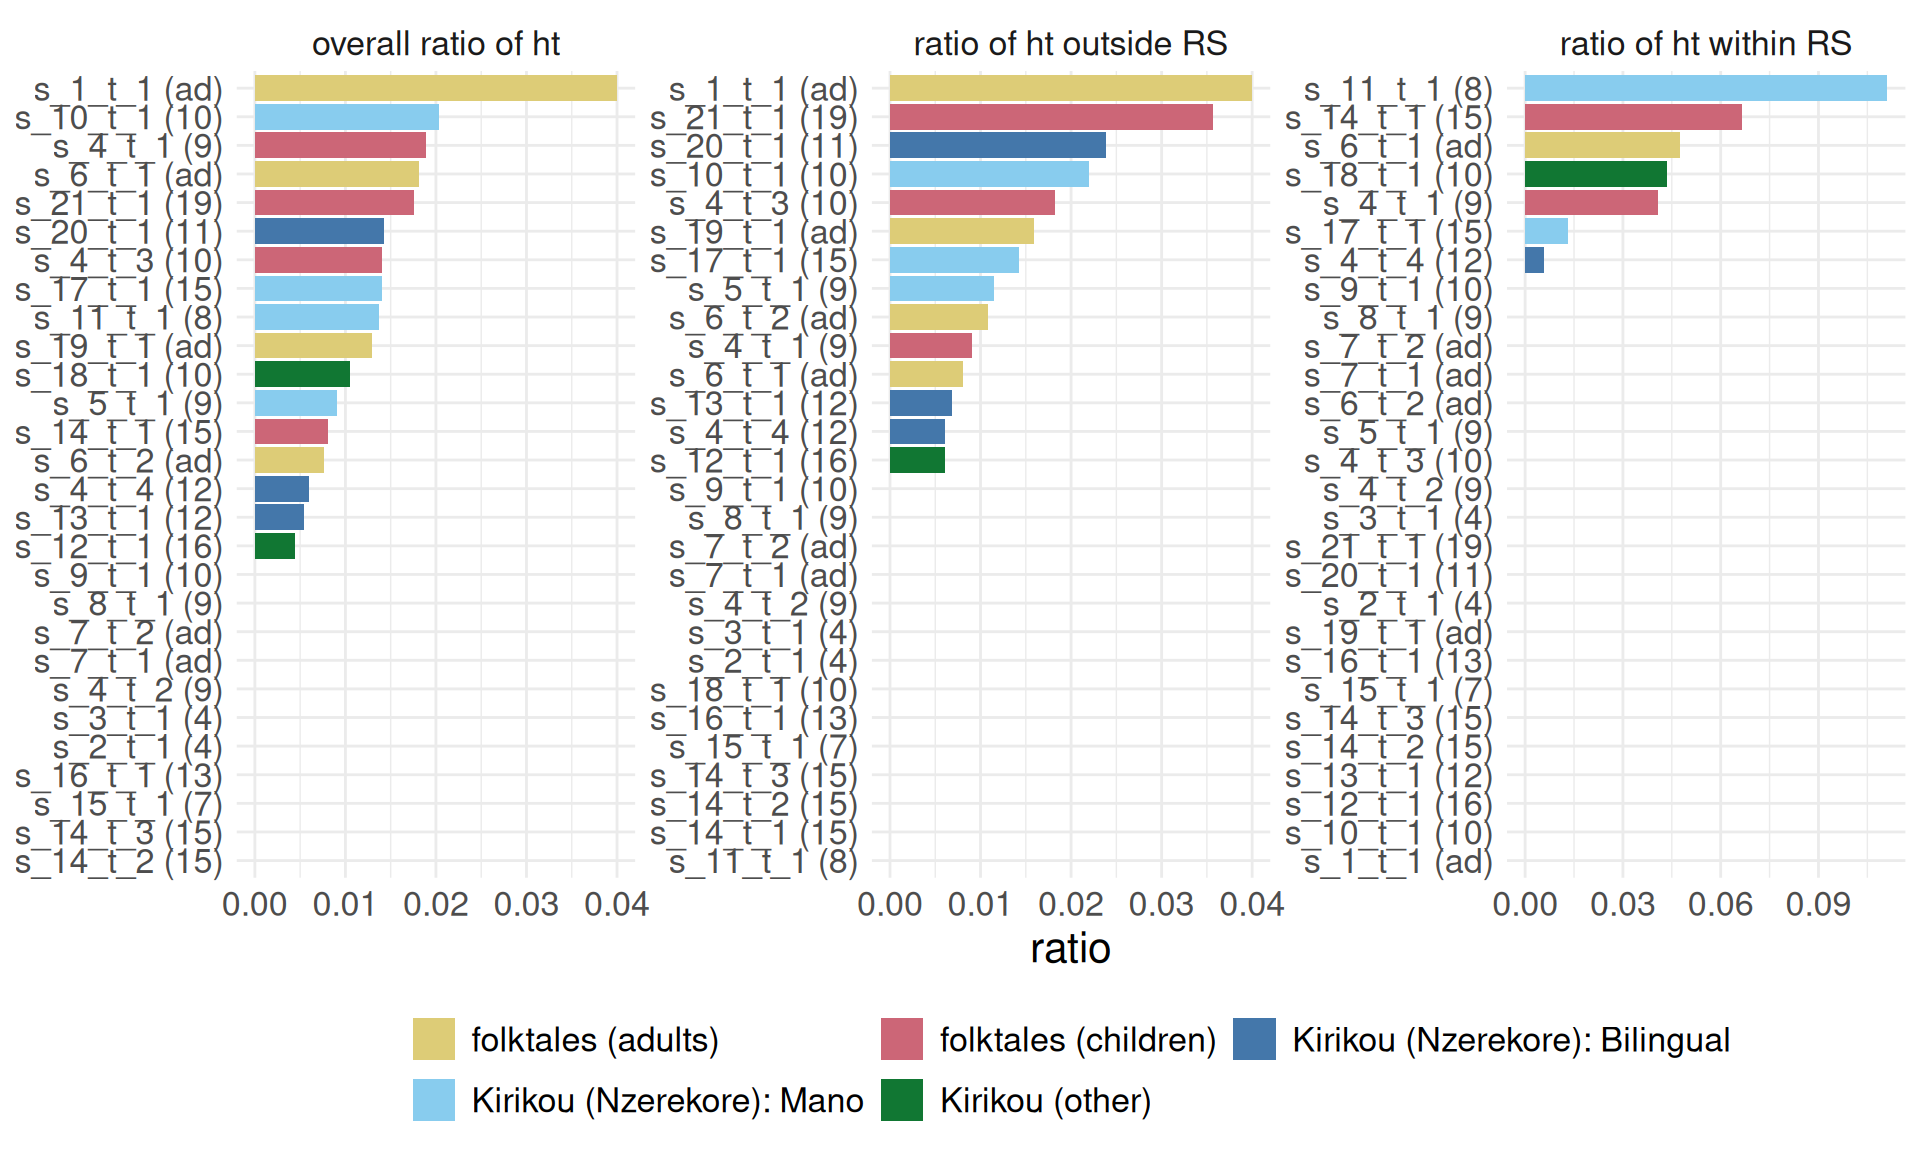 overall ratio of ht
s_1_t_1 (ad)
s_10_t_1 (10)
s_4_t_1 (9)
s_6_t_1 (ad)
s_21_t_1 (19)
s_20_t_1 (11)
s_4_t_3 (10)
s_17_t_1 (15)
s_11_t_1 (8)
s_19_t_1 (ad)
s_18_t_1 (10)
s_5_t_1 (9)
s_14_t_1 (15)
s_6_t_2 (ad)
s_4_t_4 (12)
s_13_t_1 (12)
s_12_t_1 (16)
s_9_t_1 (10)
s_8_t_1 (9)
s_7_t_2 (ad)
s_7_t_1 (ad)
s_4_t_2 (9)
s_3_t_1 (4)
s_2_t_1 (4)
s_16_t_1 (13)
s_15_t_1 (7)
s_14_t_3 (15)
s_14_t_2 (15)
0.00 0.01 0.02 0.03 0.04
ratio of ht outside RS
s_1_t_1 (ad)
s_21_t_1 (19)
s_20_t_1 (11)
s_10_t_1 (10)
s_4_t_3 (10)
s_19_t_1 (ad)
s_17_t_1 (15)
s_5_t_1 (9)
s_6_t_2 (ad)
s_4_t_1 (9)
s_6_t_1 (ad)
s_13_t_1 (12)
s_4_t_4 (12)
s_12_t_1 (16)
s_9_t_1 (10)
s_8_t_1 (9)
s_7_t_2 (ad)
s_7_t_1 (ad)
s_4_t_2 (9)
s_3_t_1 (4)
s_2_t_1 (4)
s_18_t_1 (10)
s_16_t_1 (13)
s_15_t_1 (7)
s_14_t_3 (15)
s_14_t_2 (15)
s_14_t_1 (15)
s_11_t_1 (8)
0.00 0.01 0.02 0.03 0.04
ratio of ht within RS
s_11_t_1 (8)
s_14_t_1 (15)
s_6_t_1 (ad)
s_18_t_1 (10)
s_4_t_1 (9)
s_17_t_1 (15)
s_4_t_4 (12)
s_9_t_1 (10)
s_8_t_1 (9)
s_7_t_2 (ad)
s_7_t_1 (ad)
s_6_t_2 (ad)
s_5_t_1 (9)
s_4_t_3 (10)
s_4_t_2 (9)
s_3_t_1 (4)
s_21_t_1 (19)
s_20_t_1 (11)
s_2_t_1 (4)
s_19_t_1 (ad)
s_16_t_1 (13)
s_15_t_1 (7)
s_14_t_3 (15)
s_14_t_2 (15)
s_13_t_1 (12)
s_12_t_1 (16)
s_10_t_1 (10)
s_1_t_1 (ad)
0.00 0.03 0.06 0.09
ratio
folktales (adults) folktales (children) Kirikou (Nzerekore): Bilingual
Kirikou (Nzerekore): Mano Kirikou (other)